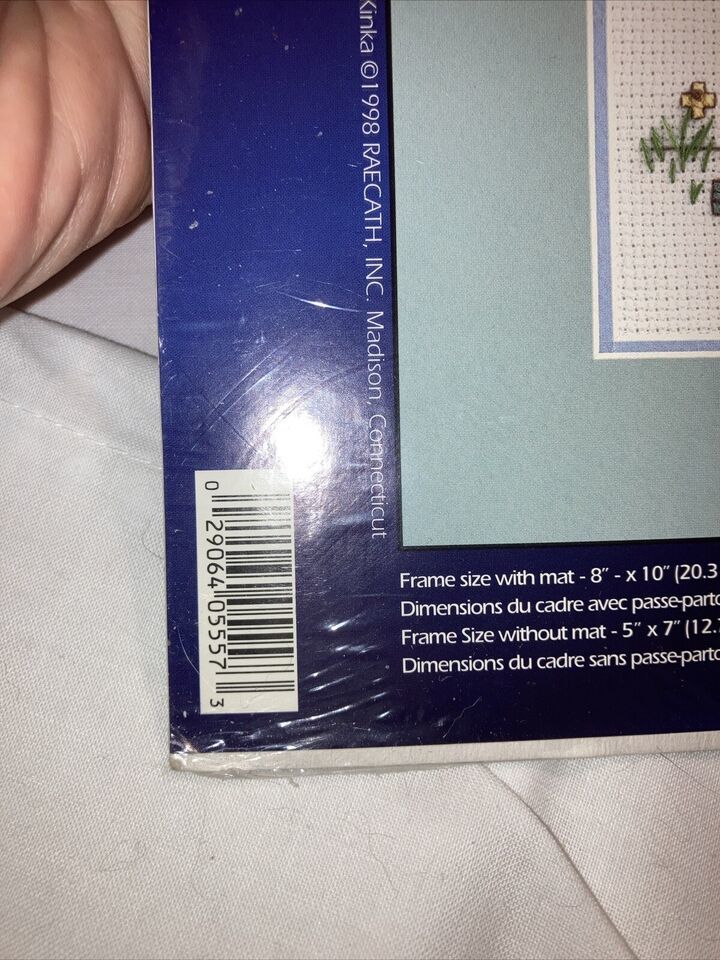 Kinka ©1998 RAECATH, INC. Madison, Connecticut
0 29064 05557 3
Frame size with mat - 8" - x 10" (20.3
Dimensions du cadre avec passe-parto
Frame Size without mat - 5" x 7" (12.7
Dimensions du cadre sans passe-parto